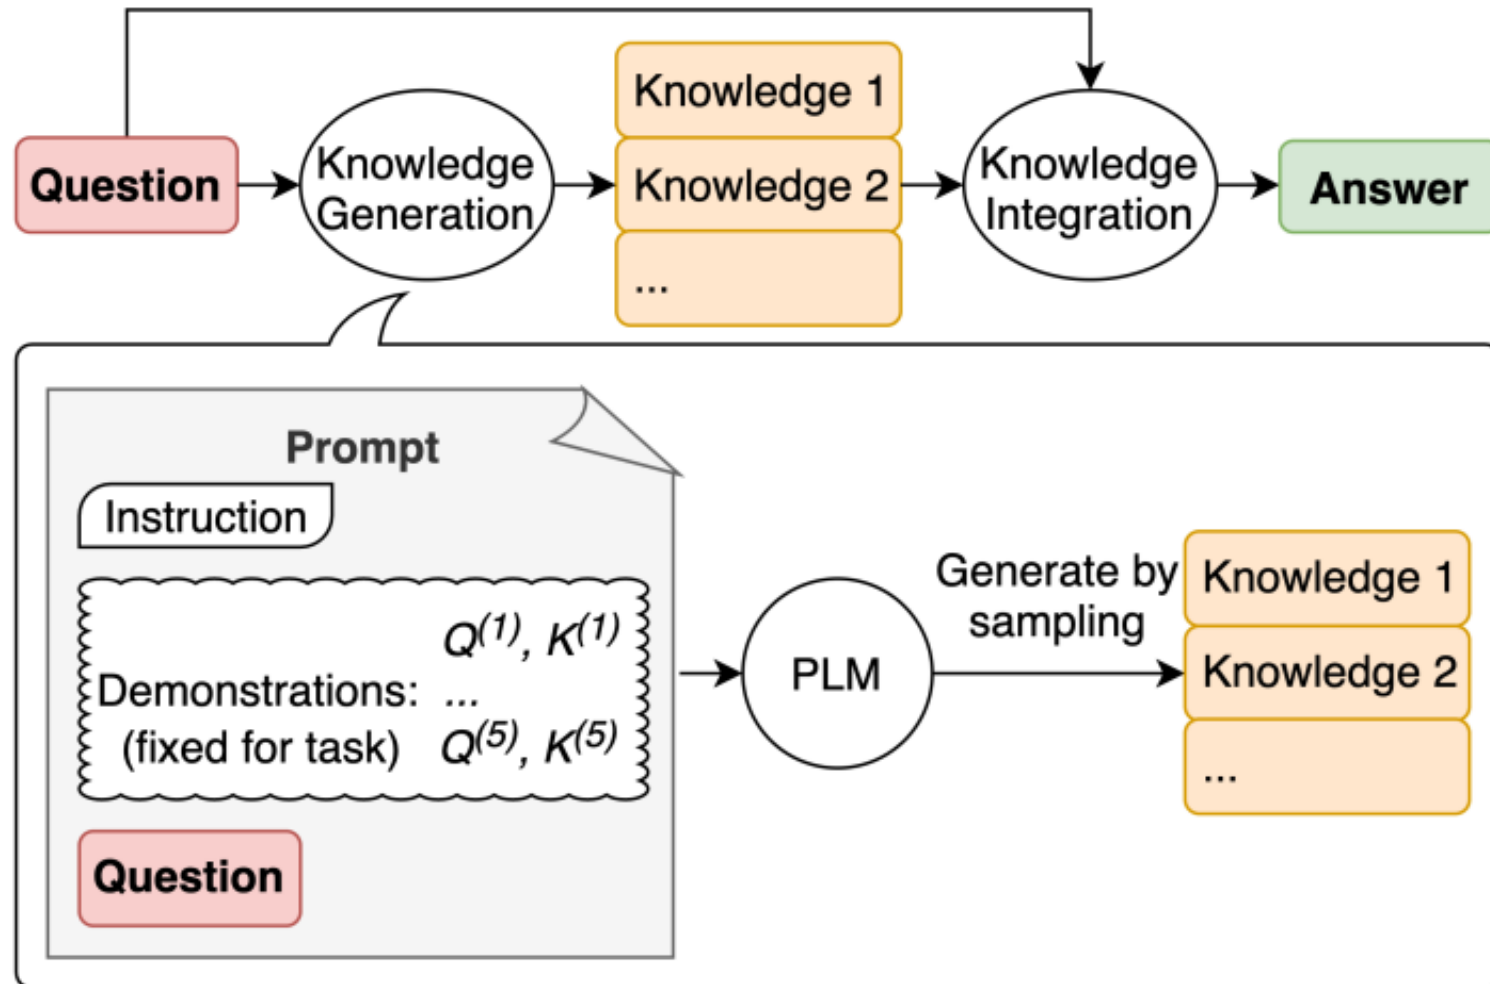 Question
Knowledge
Generation
Knowledge 1
Knowledge 2
...
Knowledge
Integration
Answer
Prompt
Instruction
Demonstrations:
(fixed for task)
Q(1), K(1)
...
Q(5), K(5)
Question
PLM
Generate by
sampling
Knowledge 1
Knowledge 2
...